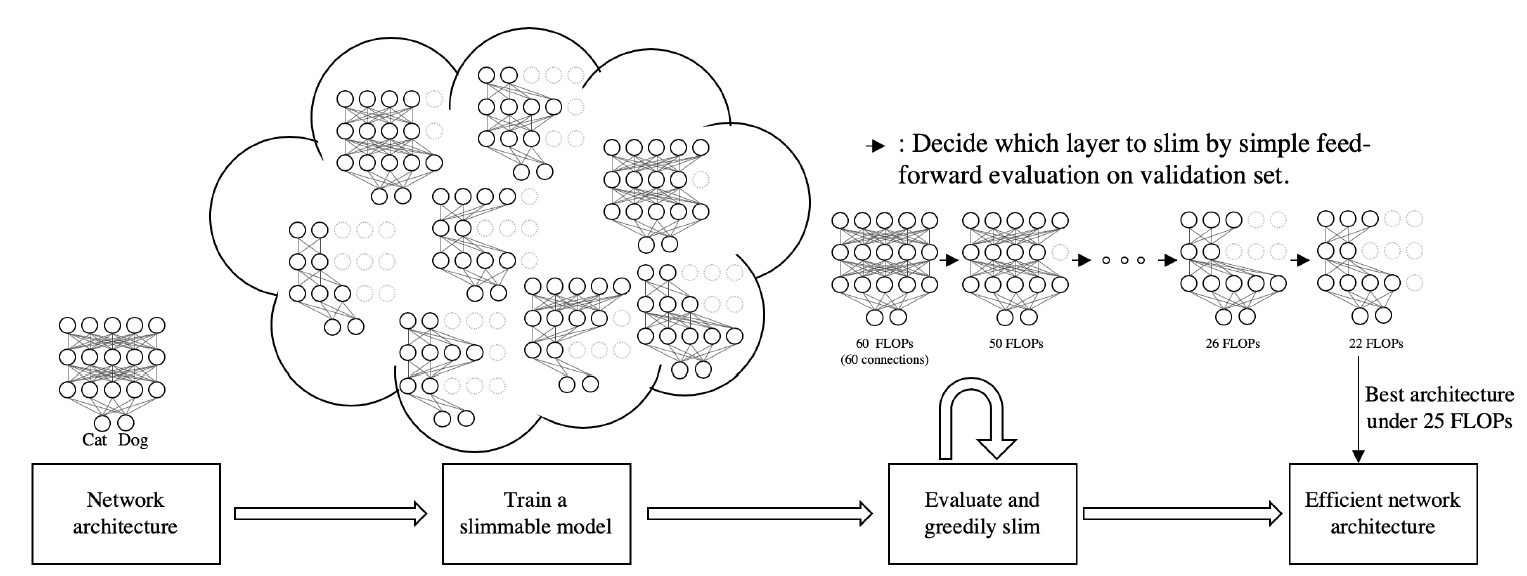 : Decide which layer to slim by simple feed-
forward evaluation on validation set.
60 FLOPs
(60 connections)
50 FLOPs
26 FLOPs
22 FLOPs
Best architecture
under 25 FLOPs
Cat Dog
Network
architecture
Train a
slimmable model
Evaluate and
greedily slim
Efficient network
architecture